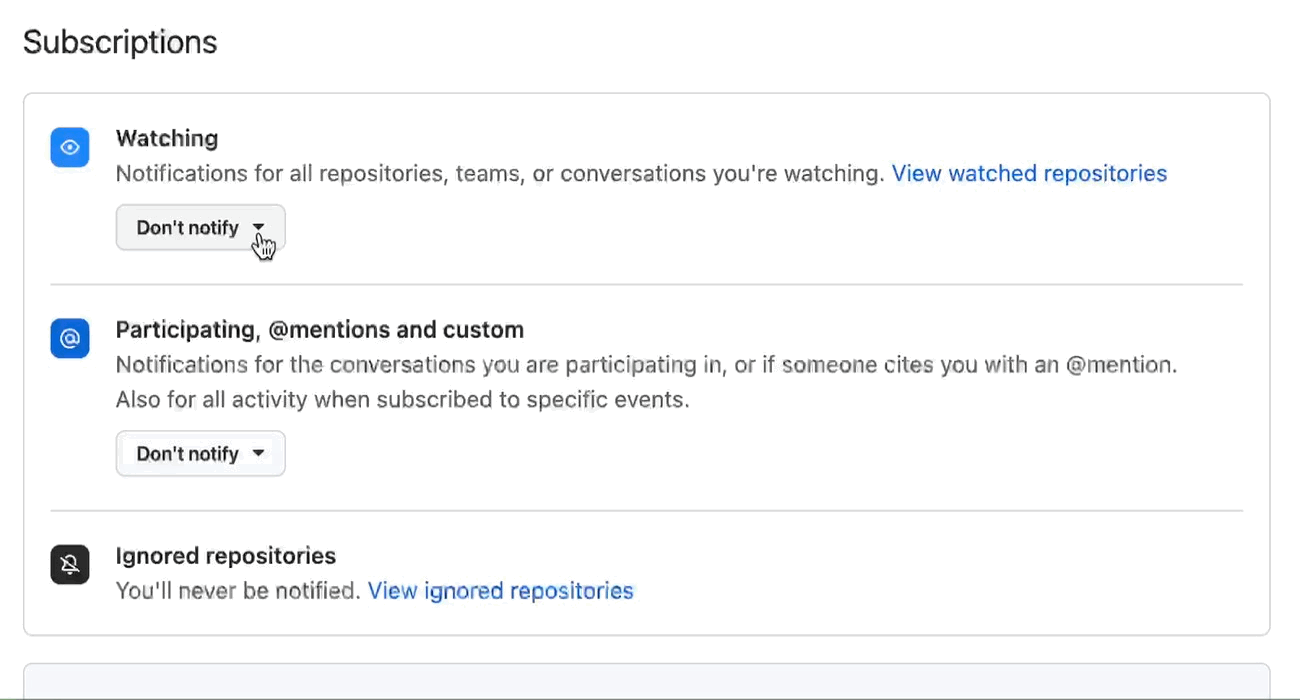 Subscriptions
Watching
Notifications for all repositories, teams, or conversations you're watching. View watched repositories
Don't notify
Participating, @mentions and custom
Notifications for the conversations you are participating in, or if someone cites you with an @mention.
Also for all activity when subscribed to specific events.
Don't notify
Ignored repositories
You'll never be notified. View ignored repositories